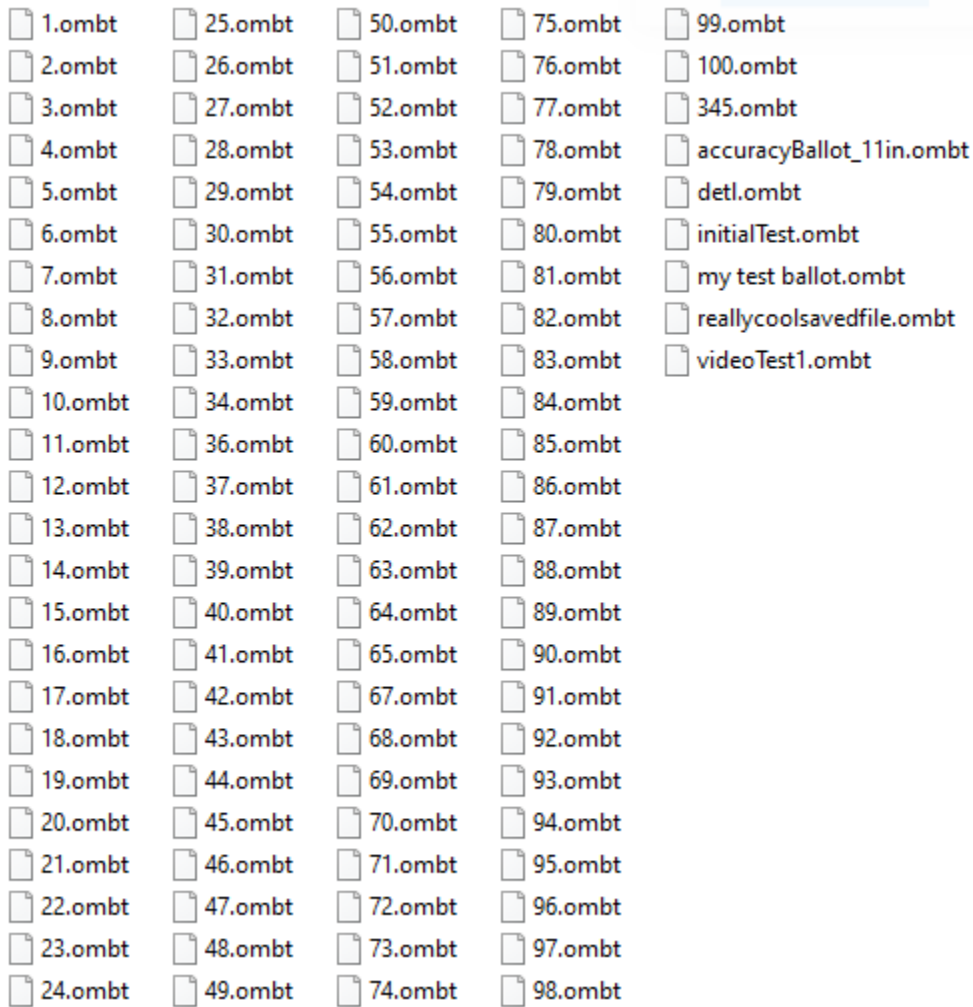 1.ombt
2.ombt
3.ombt
4.ombt
5.ombt
6.ombt
7.ombt
8.ombt
9.ombt
10.ombt
11.ombt
12.ombt
13.ombt
14.ombt
15.ombt
16.ombt
17.ombt
18.ombt
19.ombt
20.ombt
21.ombt
22.ombt
23.ombt
24.ombt
25.ombt
26.ombt
27.ombt
28.ombt
29.ombt
30.ombt
31.ombt
32.ombt
33.ombt
34.ombt
36.ombt
37.ombt
38.ombt
39.ombt
40.ombt
41.ombt
42.ombt
43.ombt
44.ombt
45.ombt
46.ombt
47.ombt
48.ombt
49.ombt
50.ombt
51.ombt
52.ombt
53.ombt
54.ombt
55.ombt
56.ombt
57.ombt
58.ombt
59.ombt
60.ombt
61.ombt
62.ombt
63.ombt
64.ombt
65.ombt
67.ombt
68.ombt
69.ombt
70.ombt
71.ombt
72.ombt
73.ombt
74.ombt
75.ombt
76.ombt
77.ombt
78.ombt
79.ombt
80.ombt
81.ombt
82.ombt
83.ombt
84.ombt
85.ombt
86.ombt
87.ombt
88.ombt
89.ombt
90.ombt
91.ombt
92.ombt
93.ombt
94.ombt
95.ombt
96.ombt
97.ombt
98.ombt
99.ombt
100.ombt
345.ombt
accuracyBallot_11in.ombt
detl.ombt
initialTest.ombt
my test ballot.ombt
reallycoolsavedfile.ombt
videoTest1.ombt